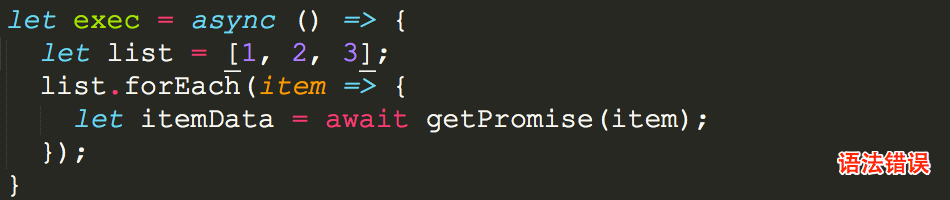 let exec = async () => {
  let list = [1, 2, 3];
  list.forEach(item => {
    let itemData = await getPromise(item);
  });
}
语法错误